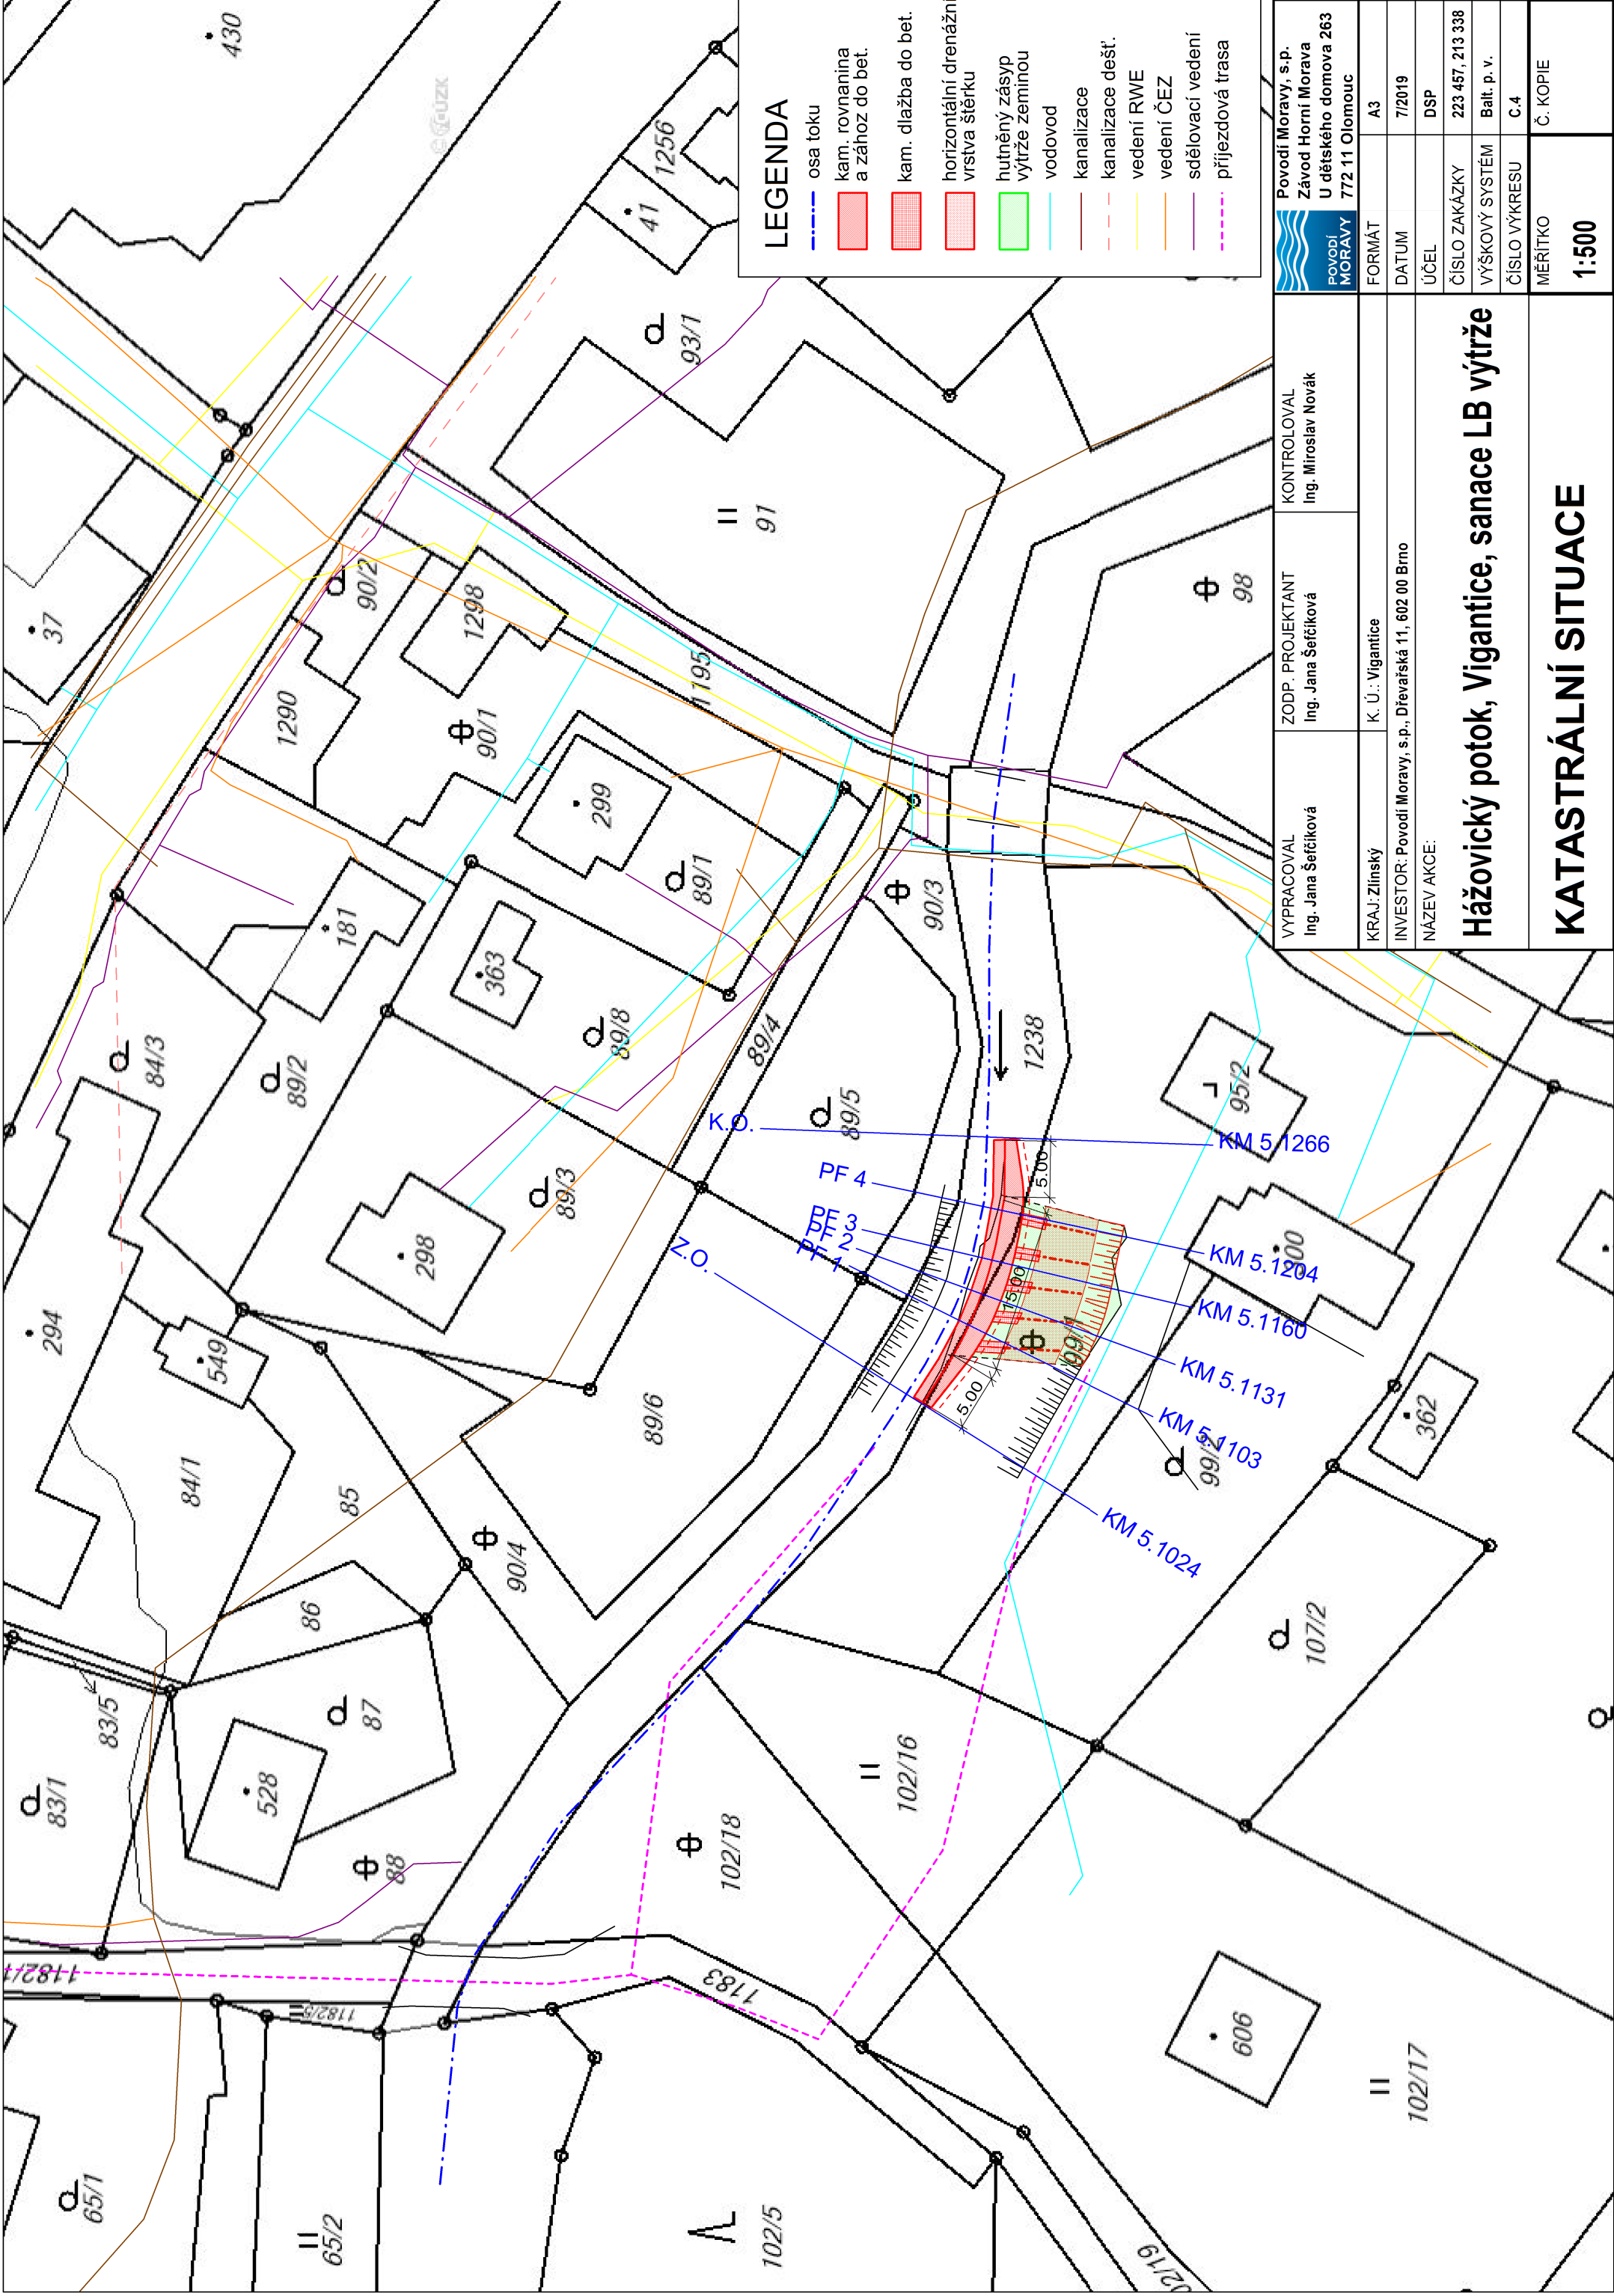 430
©ČÚZK
37
1256
41
93/1
91
90/2
1298
1290
90/1
1195
299
98
181
363
89/1
90/3
84/3
89/2
89/8
89/4
89/5
1238
95/2
294
298
89/3
549
84/1
85
89/6
90/4
86
87
83/5
83/1
528
88
99/1
99/2
300
362
107/2
102/16
102/18
1183
1182/5
606
102/17
102/5
65/1
65/2
K.O.
PF 4
PF 3
PF 2
PF 1
Z.O.
KM 5.1266
KM 5.1204
KM 5.1160
KM 5.1131
KM 5.1103
KM 5.1024
5.00
15.00
5.00
LEGENDA
osa toku
kam. rovnanina
a zához do bet.
kam. dlažba do bet.
horizontální drenážní
vrstva štěrku
hutněný zásyp
výtrže zeminou
vodovod
kanalizace
kanalizace dešť.
vedení RWE
vedení ČEZ
sdělovací vedení
příjezdová trasa
VYPRACOVAL
Ing. Jana Šefčíková
ZODP. PROJEKTANT
Ing. Jana Šefčíková
KONTROLOVAL
Ing. Miroslav Novák
POVODÍ
MORAVY
Povodí Moravy, s.p.
Závod Horní Morava
U dětského domova 263
772 11 Olomouc
KRAJ: Zlínský
K. Ú.: Vigantice
INVESTOR: Povodí Moravy, s.p., Dřevařská 11, 602 00 Brno
NÁZEV AKCE:
Házovický potok, Vigantice, sanace LB výtrže
KATASTRÁLNÍ SITUACE
FORMÁT A3
DATUM 7/2019
ÚČEL DSP
ČÍSLO ZAKÁZKY 223 457, 213 338
VÝŠKOVÝ SYSTÉM Balt. p. v.
ČÍSLO VÝKRESU C.4
MĚŘÍTKO
1:500
Č. KOPIE